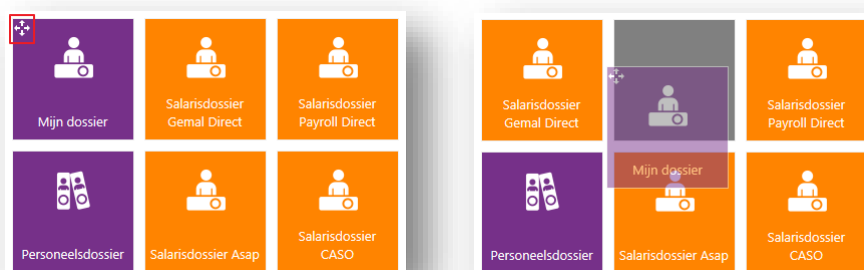 Mijn dossier
Salarisdossier
Gemal Direct
Salarisdossier
Payroll Direct
Personeelsdossier
Salarisdossier Asap
Salarisdossier
CASO
Salarisdossier
Gemal Direct
Mijn dossier
Salarisdossier
Payroll Direct
Personeelsdossier
Salarisdossier Asap
Salarisdossier
CASO